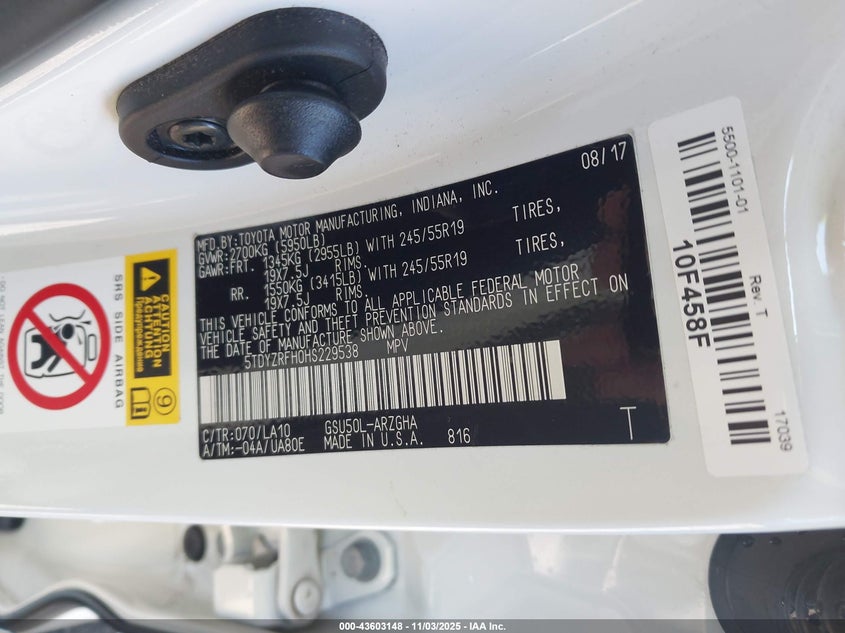 08/17
MFD.BY:TOYOTA MOTOR MANUFACTURING, INDIANA, INC.
GVWR:2700KG (5950LB)
GAWR:FRT. 1345KG (2955LB) WITH 245/55R19 TIRES,
19X7.5J RIMS
RR. 1550KG (3415LB) WITH 245/55R19 TIRES,
19X7.5J RIMS
THIS VEHICLE CONFORMS TO ALL APPLICABLE FEDERAL MOTOR
VEHICLE SAFETY AND THEFT PREVENTION STANDARDS IN EFFECT ON
THE DATE OF MANUFACTURE SHOWN ABOVE.
5TDYZRFH0HS229538 MPV
C/TR:070/LA10 GSU50L-ARZGHA
A/TM:-04A/UA80E MADE IN U.S.A. 816 T
CAUTION
ATTENTION
ACHTUNG
SRS SIDE AIRBAG
9
5500-1101-01 Rev. T
10F458F
17039
000-43603148 - 11/03/2025 - IAA Inc.